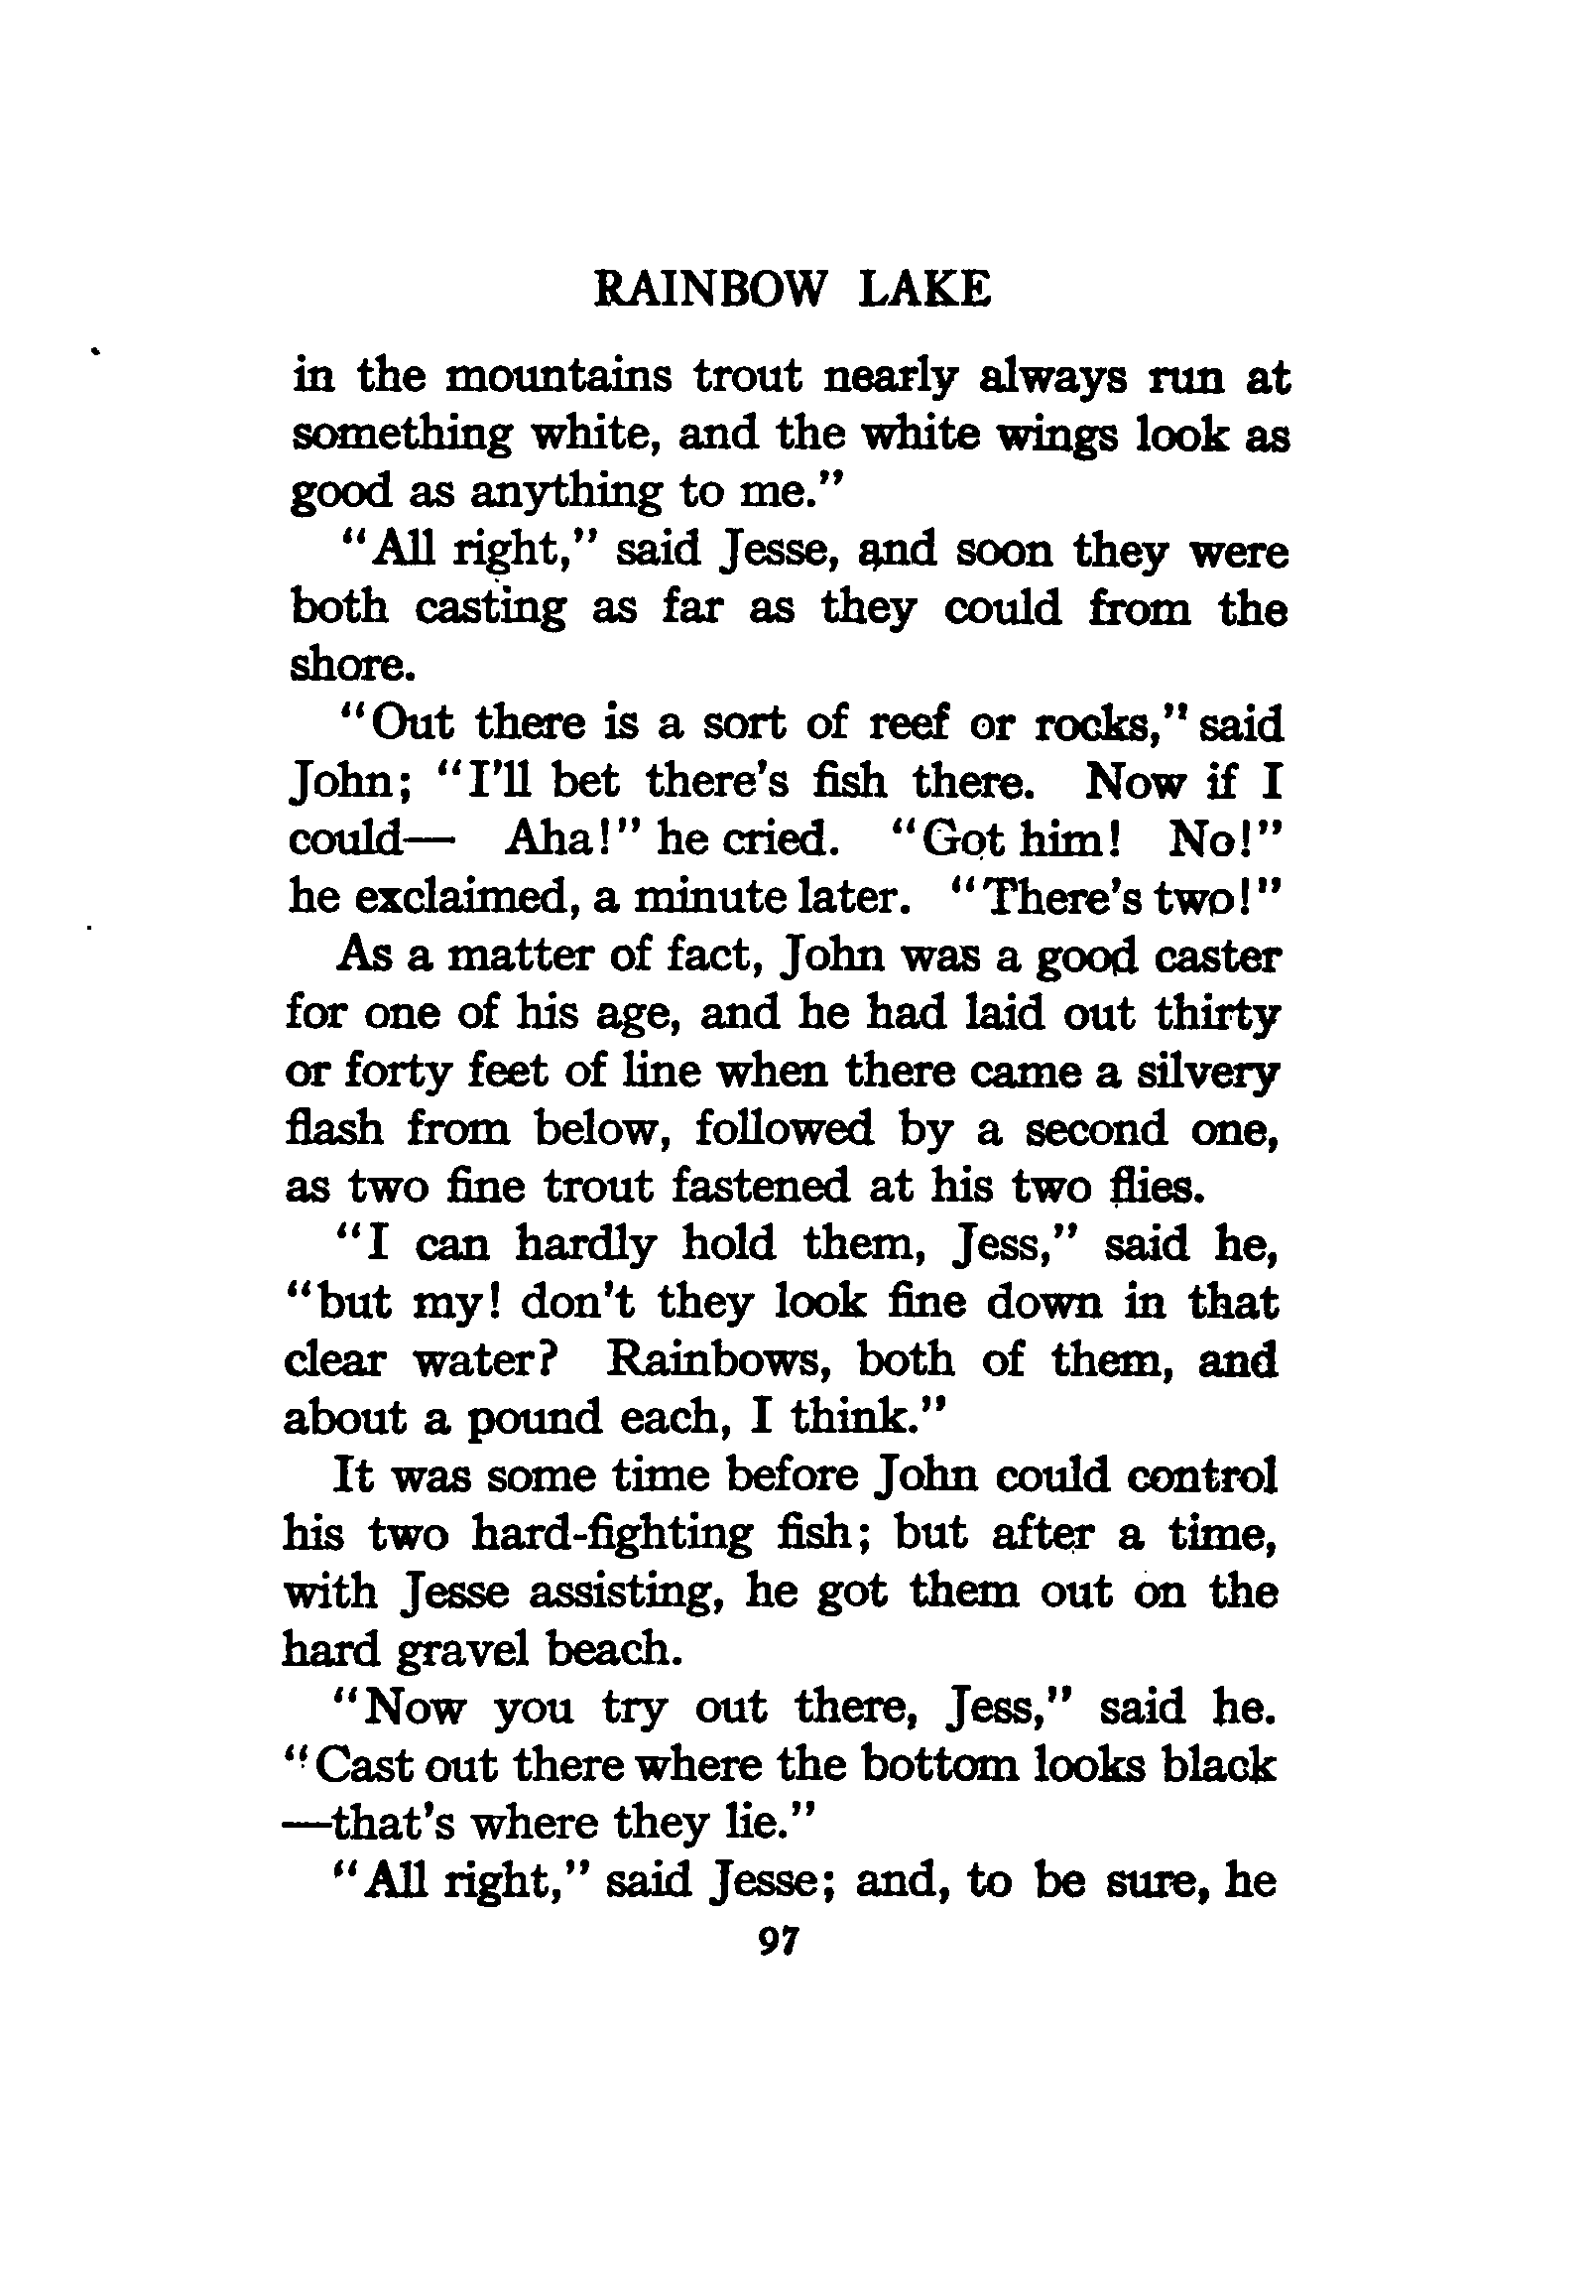 RAINBOW LAKE
in the mountains trout nearly always run at
something white, and the white wings look as
good as anything to me."
"All right," said Jesse, and soon they were
both casting as far as they could from the
shore.
"Out there is a sort of reef or rocks," said
John; "I'll bet there's fish there. Now if I
could— Aha!" he cried. "Got him! No!"
he exclaimed, a minute later. "There's two!"
As a matter of fact, John was a good caster
for one of his age, and he had laid out thirty
or forty feet of line when there came a silvery
flash from below, followed by a second one,
as two fine trout fastened at his two flies.
"I can hardly hold them, Jess," said he,
"but my! don't they look fine down in that
clear water? Rainbows, both of them, and
about a pound each, I think."
It was some time before John could control
his two hard-fighting fish; but after a time,
with Jesse assisting, he got them out on the
hard gravel beach.
"Now you try out there, Jess," said he.
"Cast out there where the bottom looks black
—that's where they lie."
"All right," said Jesse; and, to be sure, he
97